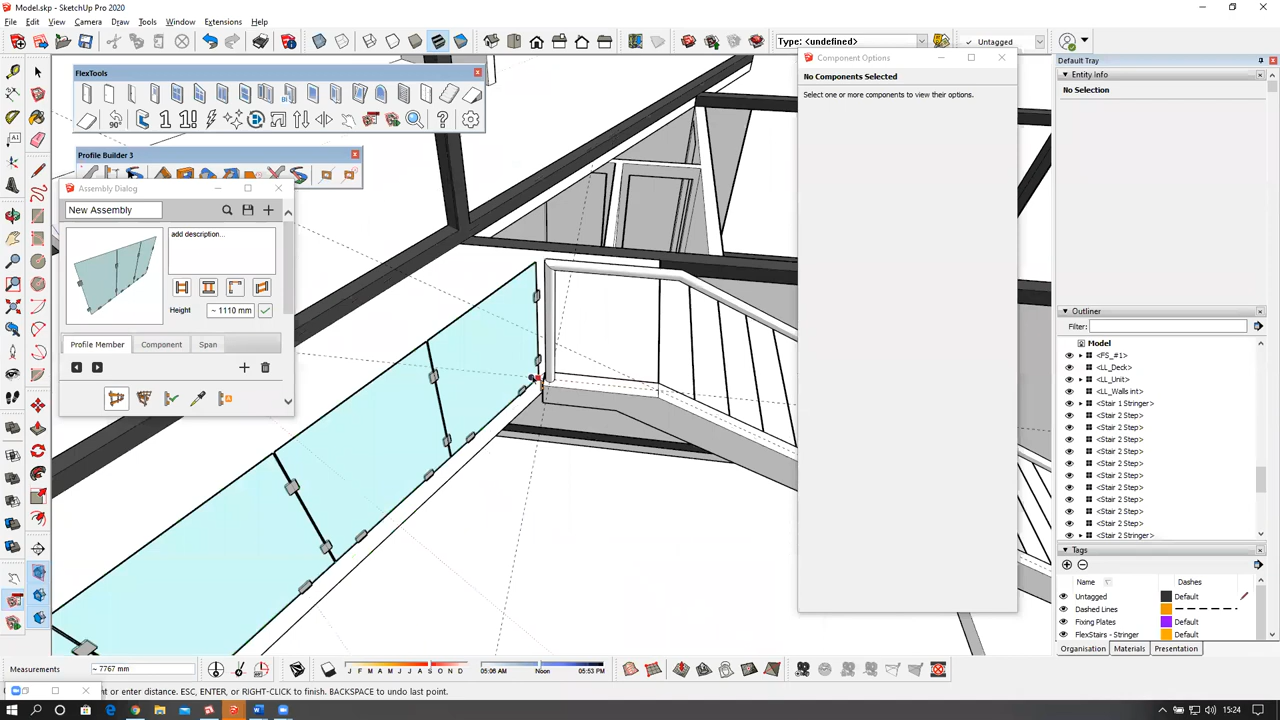 Model.skp - SketchUp Pro 2020
File Edit View Camera Draw Tools Window Extensions Help
Type: <undefined>
Untagged
FlexTools
Profile Builder 3
Assembly Dialog
New Assembly
add description...
Height ~ 1110 mm
Profile Member Component Span
Component Options
No Components Selected
Select one or more components to view their options.
Default Tray
Entity Info
No Selection
Outliner
Filter:
Model
<FS_#1>
<LL_Deck>
<LL_Unit>
<LL_Walls int>
<Stair 1 Stringer>
<Stair 2 Step>
<Stair 2 Step>
<Stair 2 Step>
<Stair 2 Step>
<Stair 2 Step>
<Stair 2 Step>
<Stair 2 Step>
<Stair 2 Step>
<Stair 2 Step>
<Stair 2 Step>
<Stair 2 Stringer>
Tags
Name Dashes
Untagged Default
Dashed Lines
Fixing Plates Default
FlexStairs - Stringer Default
Organisation Materials Presentation
Measurements ~ 7767 mm
J F M A M J J A S O N D
05:06 AM Noon 05:53 PM
nt or enter distance. ESC, ENTER, or RIGHT-CLICK to finish. BACKSPACE to undo last point.
15:24